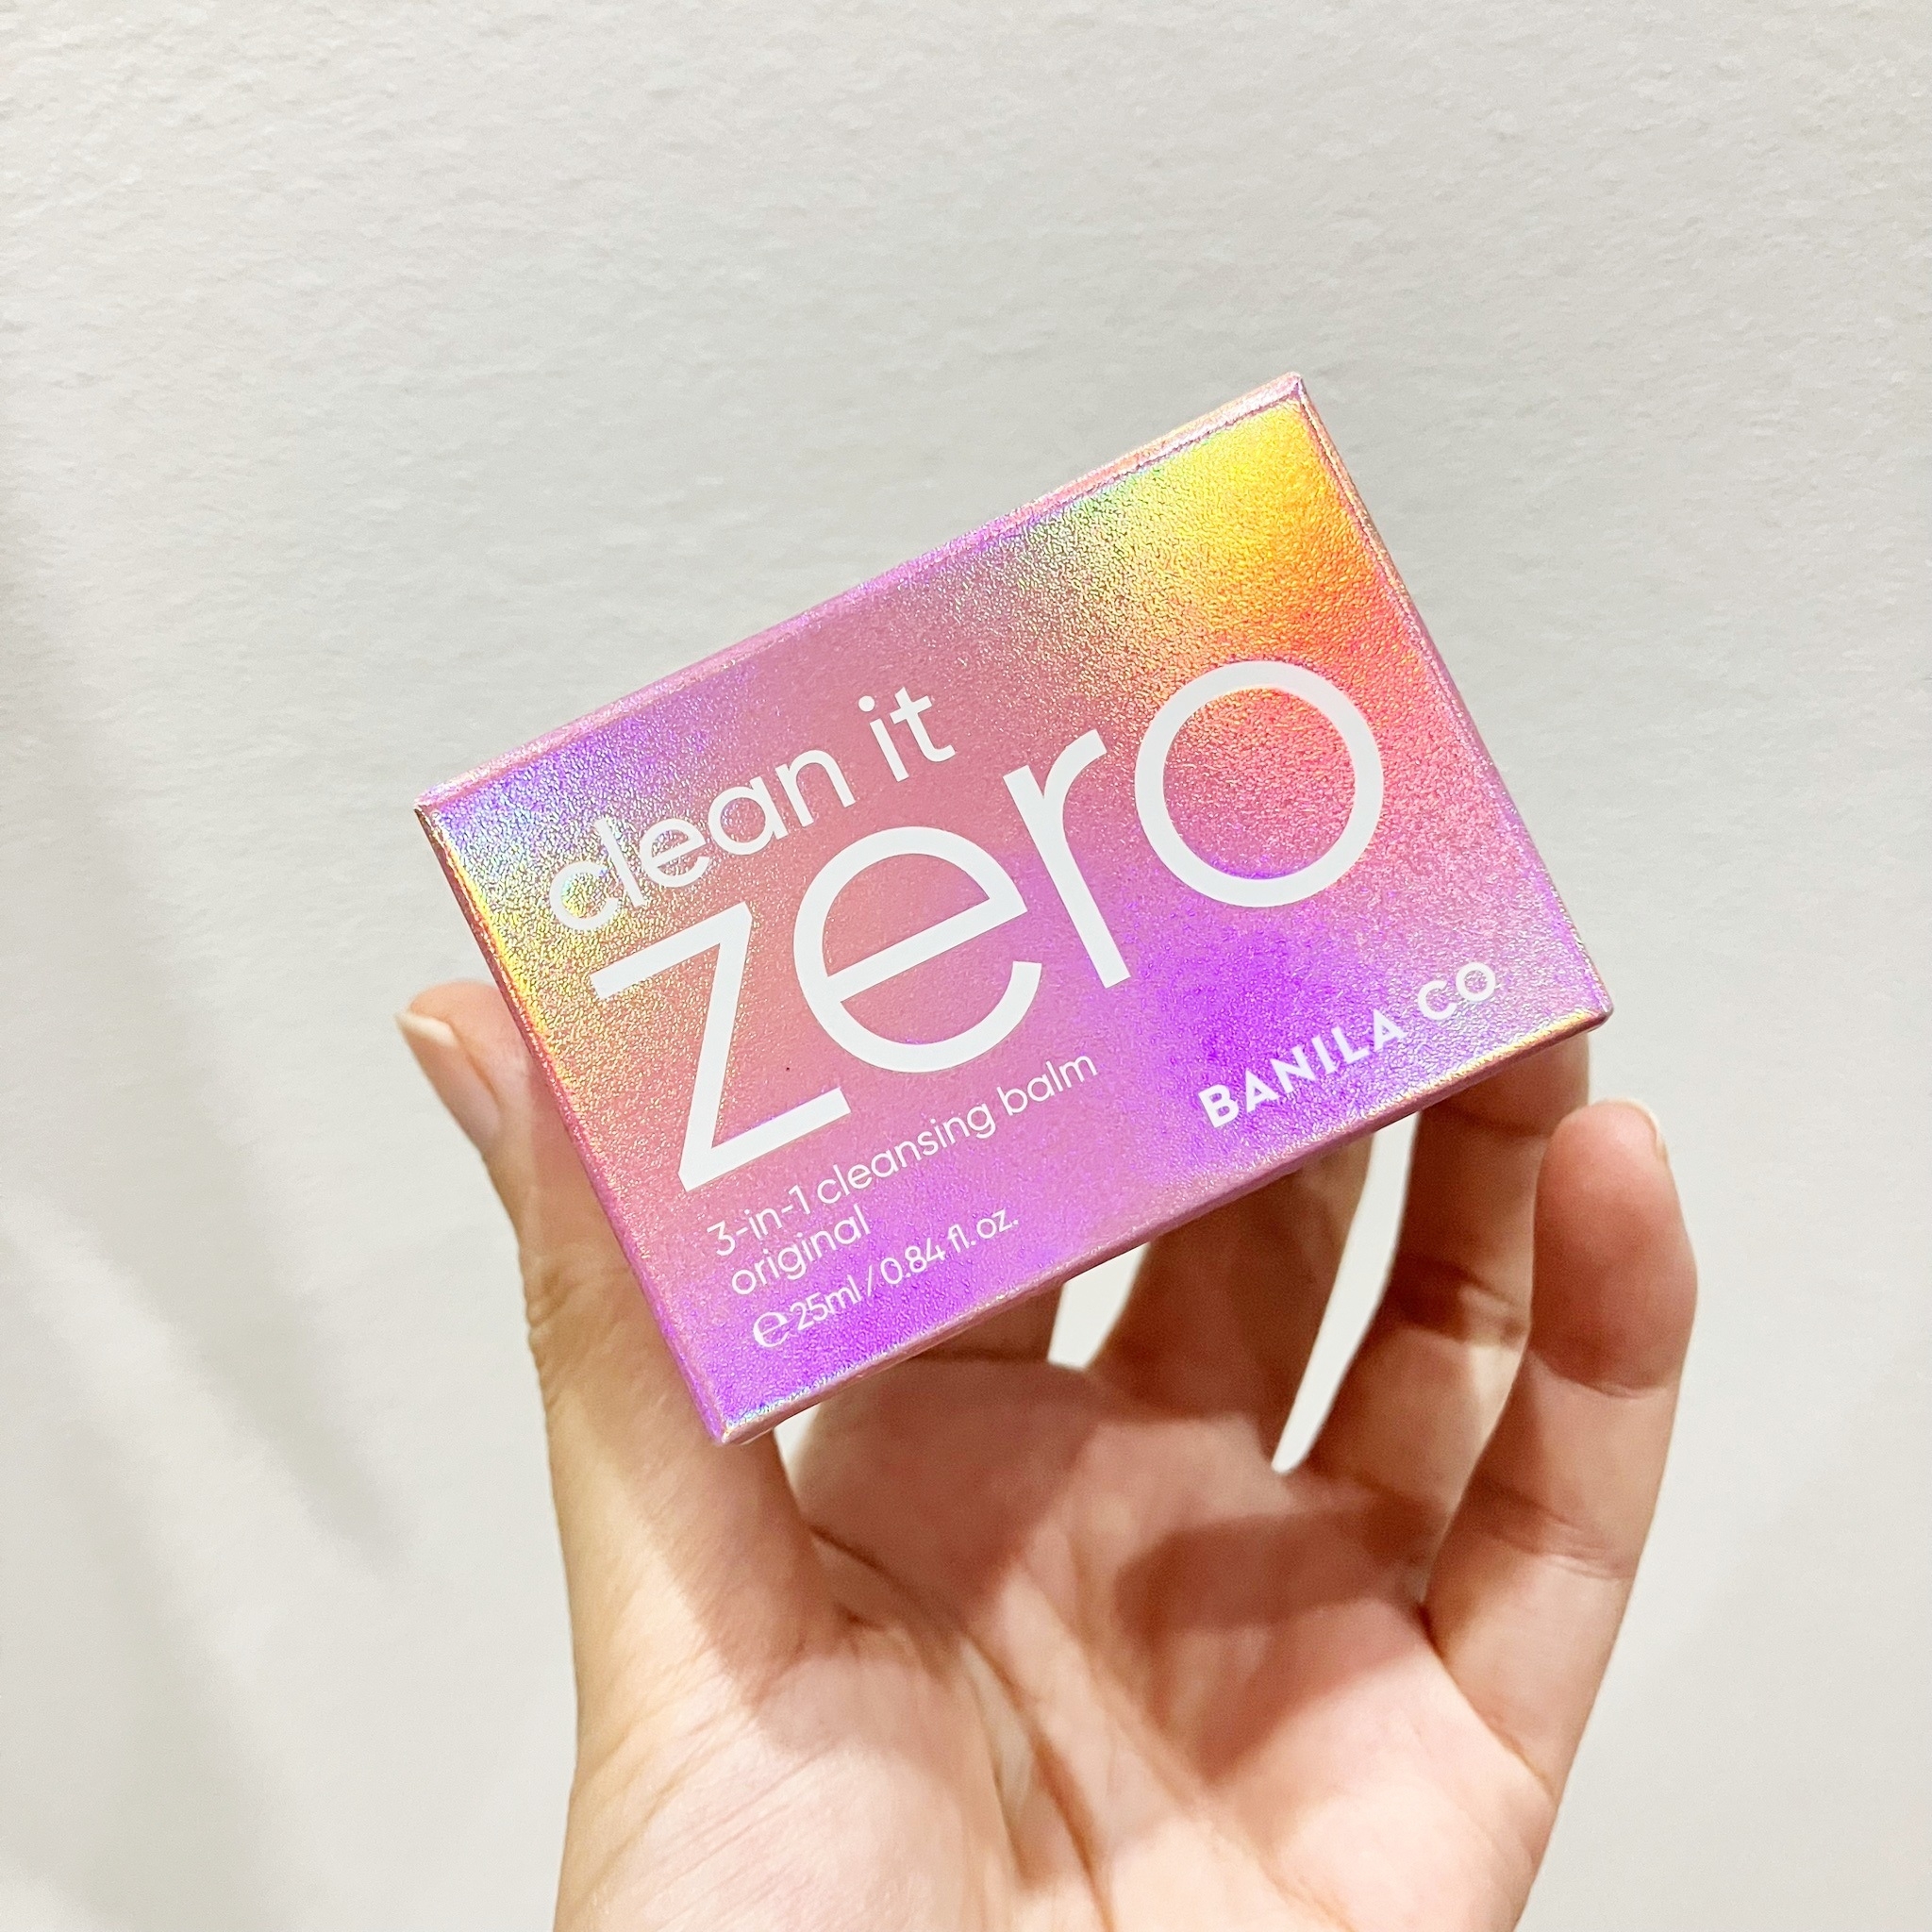 clean it
zero
3-in-1 cleansing balm
original
℮ 25ml / 0.84 fl. oz.
BANILA CO